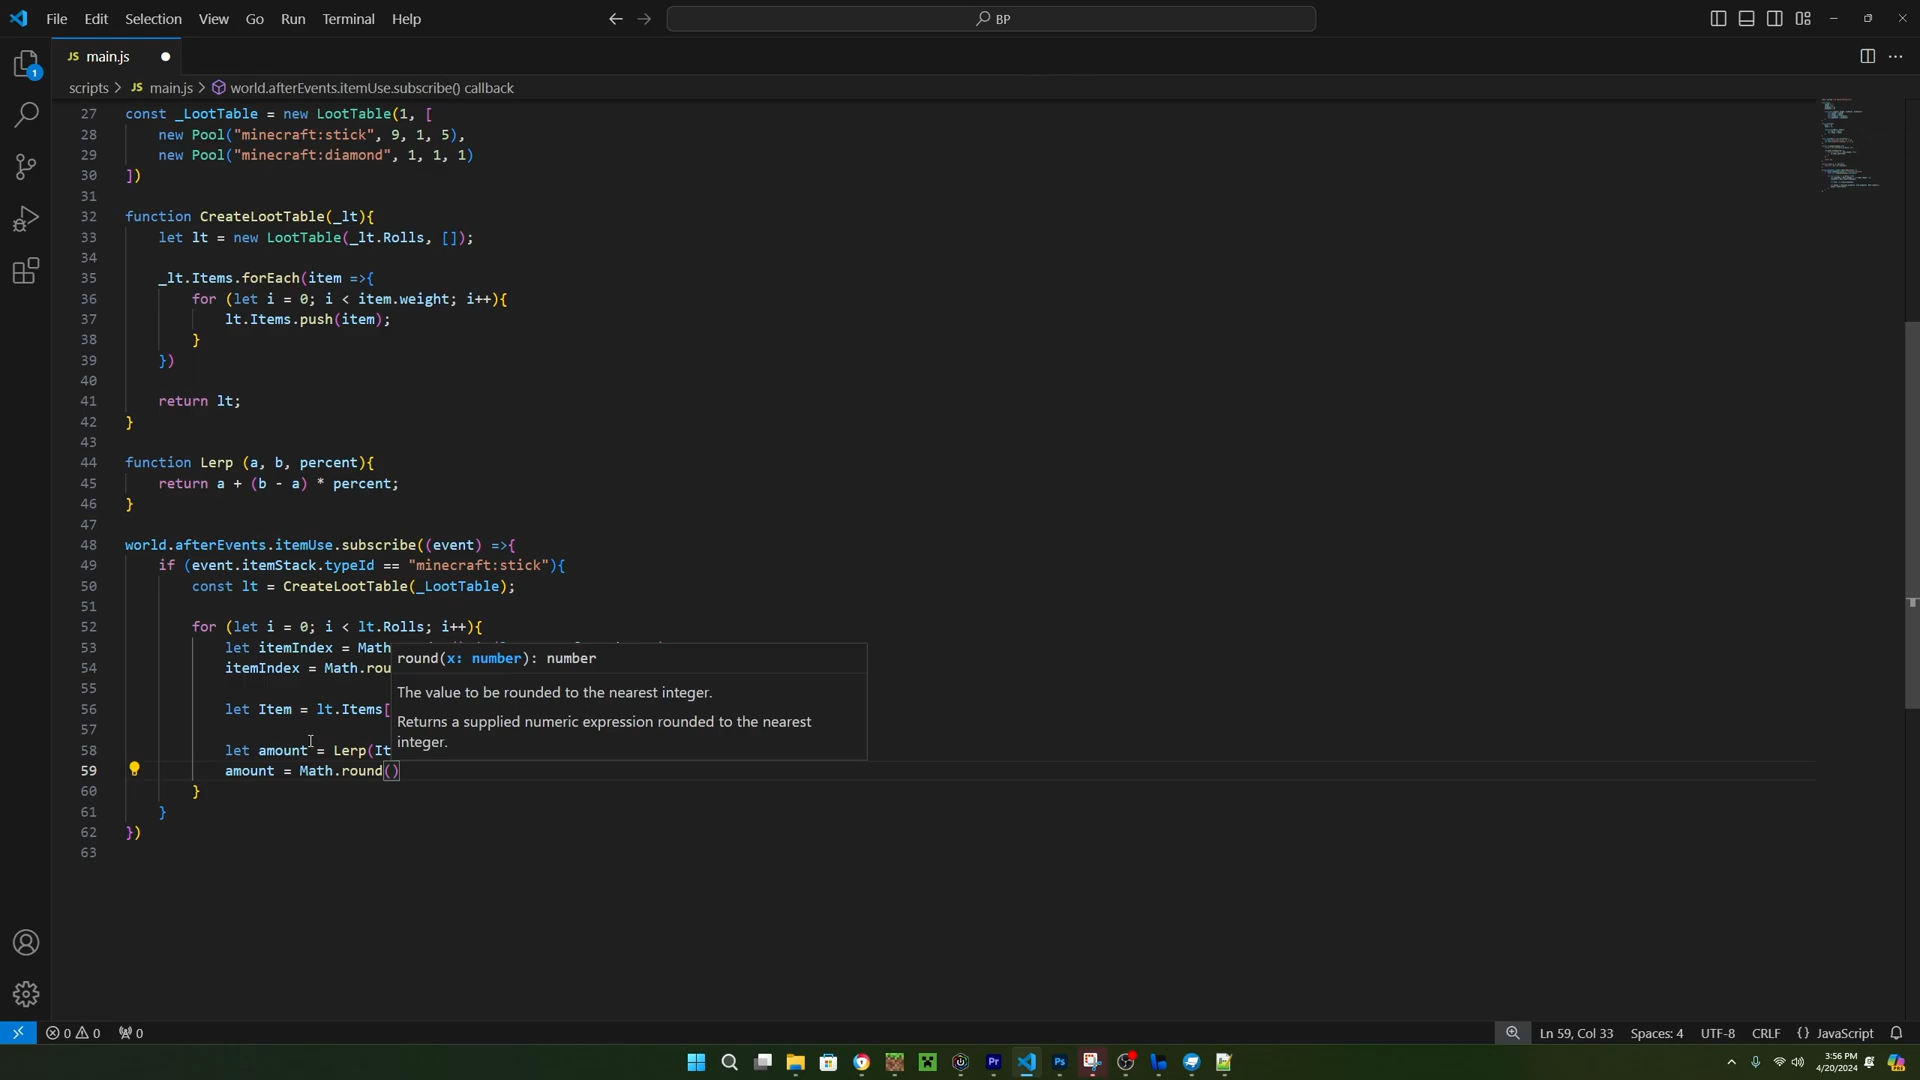 File Edit Selection View Go Run Terminal Help
BP
JS main.js
scripts > JS main.js > world.afterEvents.itemUse.subscribe() callback
1
27 const _LootTable = new LootTable(1, [
28 new Pool("minecraft:stick", 9, 1, 5),
29 new Pool("minecraft:diamond", 1, 1, 1)
30 ])
31
32 function CreateLootTable(_lt){
33 let lt = new LootTable(_lt.Rolls, []);
34
35 _lt.Items.forEach(item =>{
36 for (let i = 0; i < item.weight; i++){
37 lt.Items.push(item);
38 }
39 })
40
41 return lt;
42 }
43
44 function Lerp (a, b, percent){
45 return a + (b - a) * percent;
46 }
47
48 world.afterEvents.itemUse.subscribe((event) =>{
49 if (event.itemStack.typeId == "minecraft:stick"){
50 const lt = CreateLootTable(_LootTable);
51
52 for (let i = 0; i < lt.Rolls; i++){
53 let itemIndex = Math
54 itemIndex = Math.rou
55
56 let Item = lt.Items[
57
58 let amount = Lerp(It
59 amount = Math.round()
60 }
61 }
62 })
63
round(x: number): number
The value to be rounded to the nearest integer.
Returns a supplied numeric expression rounded to the nearest
integer.
0 0 0 Ln 59, Col 33 Spaces: 4 UTF-8 CRLF {} JavaScript
Pr Ps
3:56 PM
4/20/2024